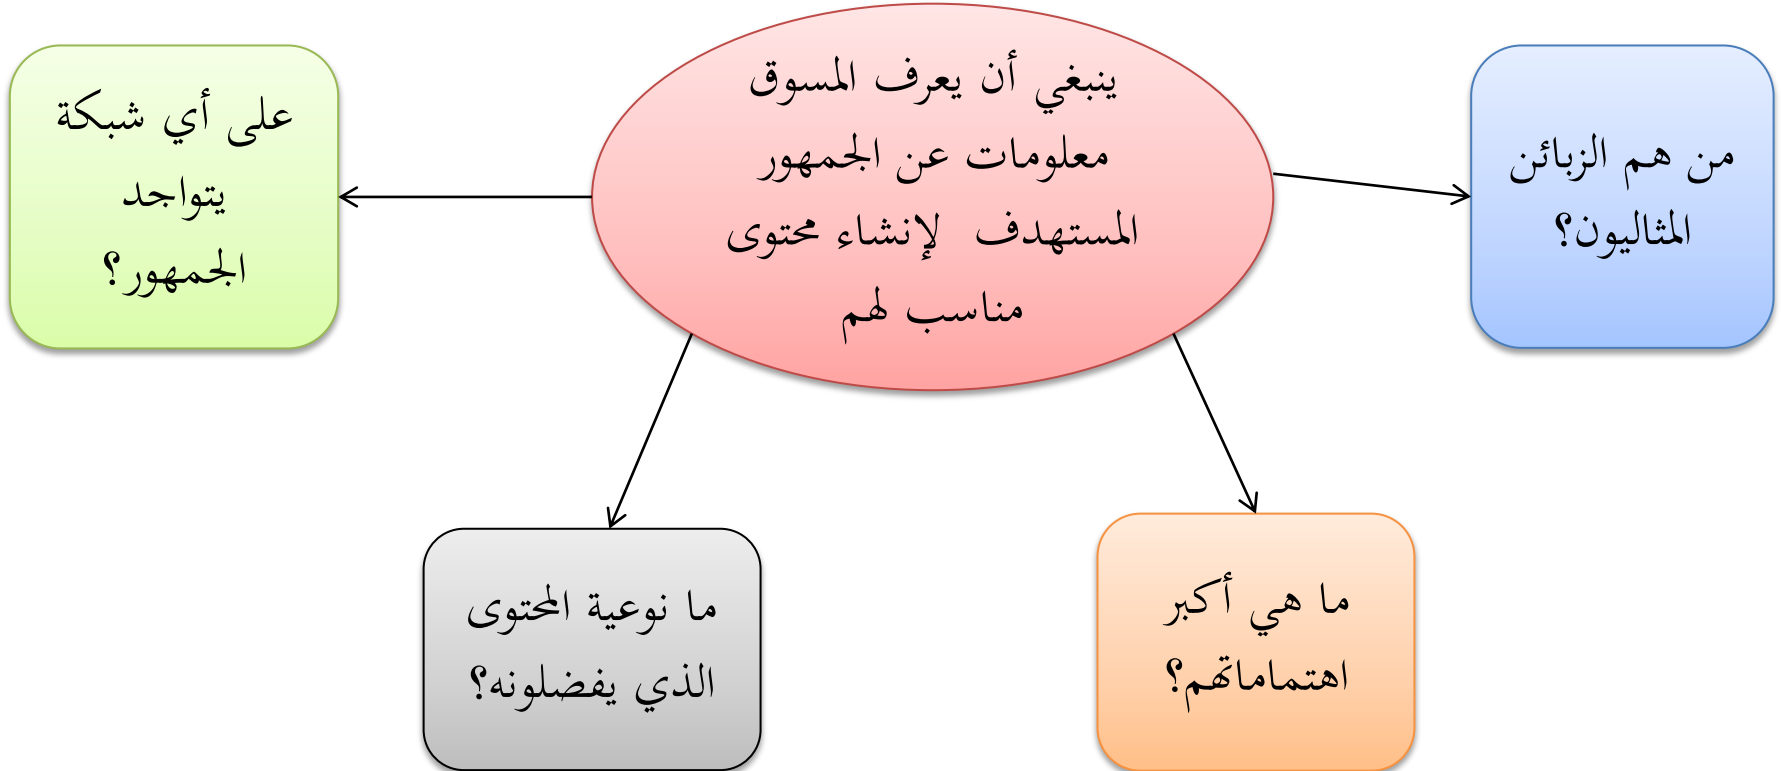 ينبغي أن يعرف المسوق
معلومات عن الجمهور
المستهدف لإنشاء محتوى
مناسب لهم
من هم الزبائن
المثاليون؟
ما هي أكبر
اهتماماتهم؟
ما نوعية المحتوى
الذي يفضلونه؟
على أي شبكة
يتواجد
الجمهور؟